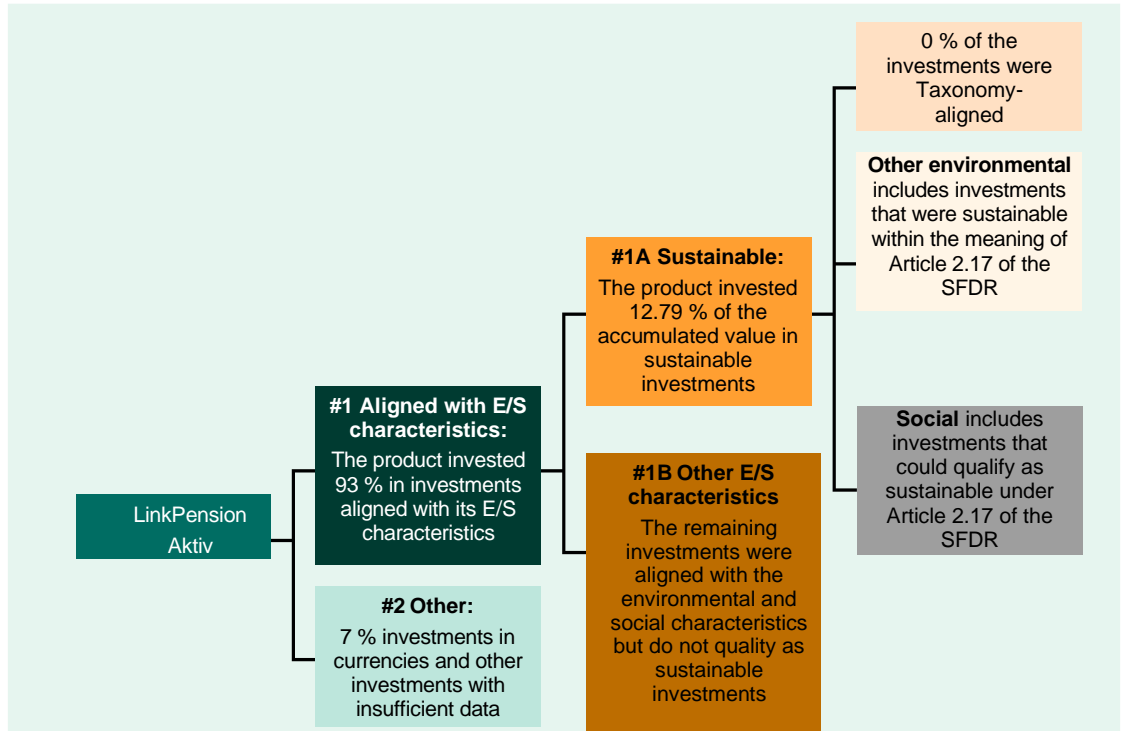 LinkPension
Aktiv
#1 Aligned with E/S
characteristics:
The product invested
93 % in investments
aligned with its E/S
characteristics
#2 Other:
7 % investments in
currencies and other
investments with
insufficient data
#1A Sustainable:
The product invested
12.79 % of the
accumulated value in
sustainable
investments
#1B Other E/S
characteristics
The remaining
investments were
aligned with the
environmental and
social characteristics
but do not quality as
sustainable
investments
0 % of the
investments were
Taxonomy-
aligned
Other environmental
includes investments
that were sustainable
within the meaning of
Article 2.17 of the
SFDR
Social includes
investments that
could qualify as
sustainable under
Article 2.17 of the
SFDR